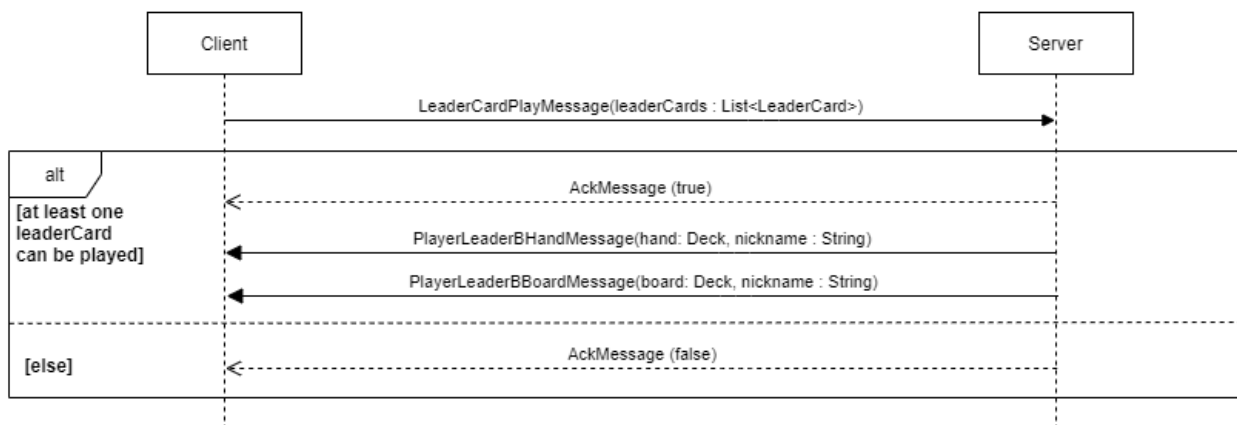 Client
Server
LeaderCardPlayMessage(leaderCards : List<LeaderCard>)
alt
AckMessage (true)
[at least one
leaderCard
can be played]
PlayerLeaderBHandMessage(hand: Deck, nickname : String)
PlayerLeaderBBoardMessage(board: Deck, nickname : String)
AckMessage (false)
[else]